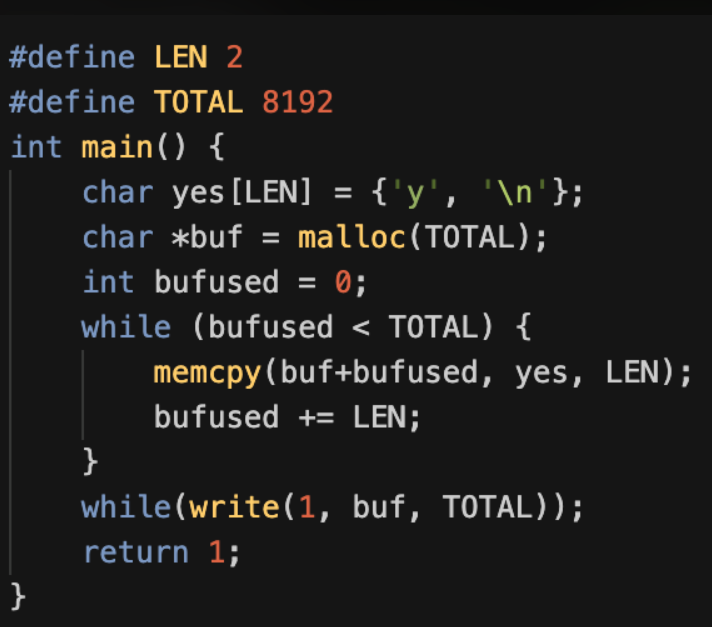 #define LEN 2
#define TOTAL 8192
int main() {
    char yes[LEN] = {'y', '\n'};
    char *buf = malloc(TOTAL);
    int bufused = 0;
    while (bufused < TOTAL) {
        memcpy(buf+bufused, yes, LEN);
        bufused += LEN;
    }
    while(write(1, buf, TOTAL));
    return 1;
}